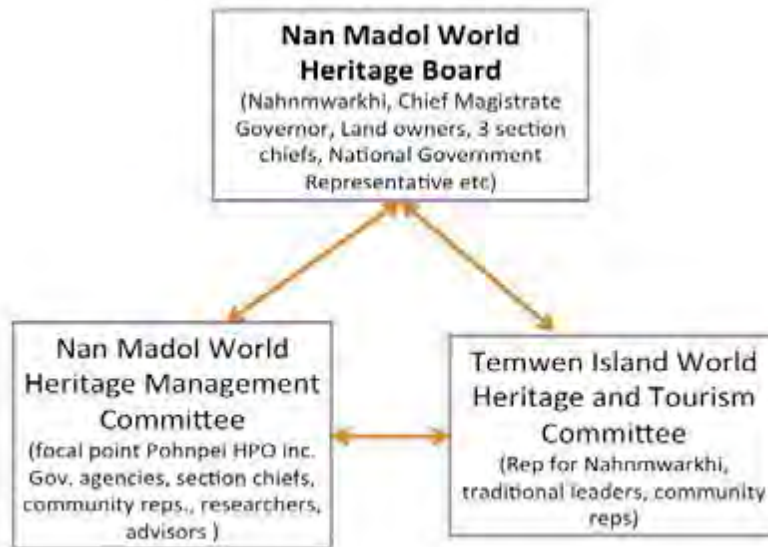 Nan Madol World
Heritage Board
(Nahnmwarkhi, Chief Magistrate
Governor, Land owners, 3 section
chiefs, National Government
Representative etc)
Nan Madol World
Heritage Management
Committee
(focal point Pohnpei HPO inc.
Gov. agencies, section chiefs,
community reps., researchers,
advisors )
Temwen Island World
Heritage and Tourism
Committee
(Rep for Nahnmwarkhi,
traditional leaders, community
reps)